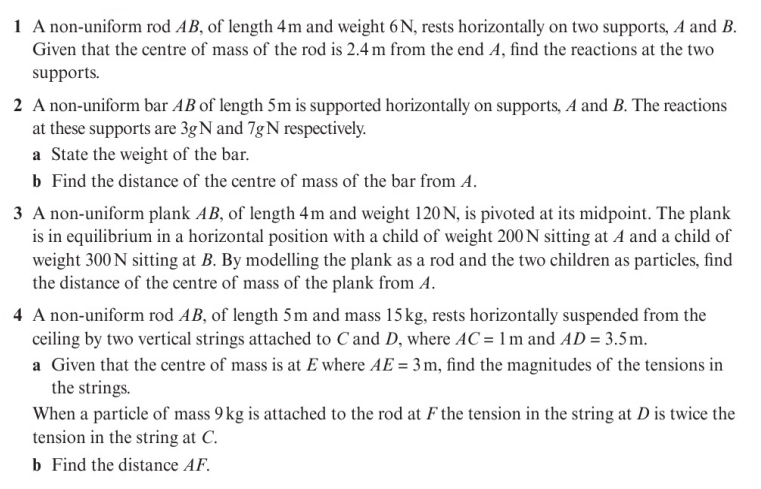 1 A non-uniform rod AB, of length 4 m and weight 6 N, rests horizontally on two supports, A and B.
Given that the centre of mass of the rod is 2.4 m from the end A, find the reactions at the two
supports.
2 A non-uniform bar AB of length 5 m is supported horizontally on supports, A and B. The reactions
at these supports are 3g N and 7g N respectively.
a State the weight of the bar.
b Find the distance of the centre of mass of the bar from A.
3 A non-uniform plank AB, of length 4 m and weight 120 N, is pivoted at its midpoint. The plank
is in equilibrium in a horizontal position with a child of weight 200 N sitting at A and a child of
weight 300 N sitting at B. By modelling the plank as a rod and the two children as particles, find
the distance of the centre of mass of the plank from A.
4 A non-uniform rod AB, of length 5 m and mass 15 kg, rests horizontally suspended from the
ceiling by two vertical strings attached to C and D, where AC = 1 m and AD = 3.5 m.
a Given that the centre of mass is at E where AE = 3 m, find the magnitudes of the tensions in
the strings.
When a particle of mass 9 kg is attached to the rod at F the tension in the string at D is twice the
tension in the string at C.
b Find the distance AF.